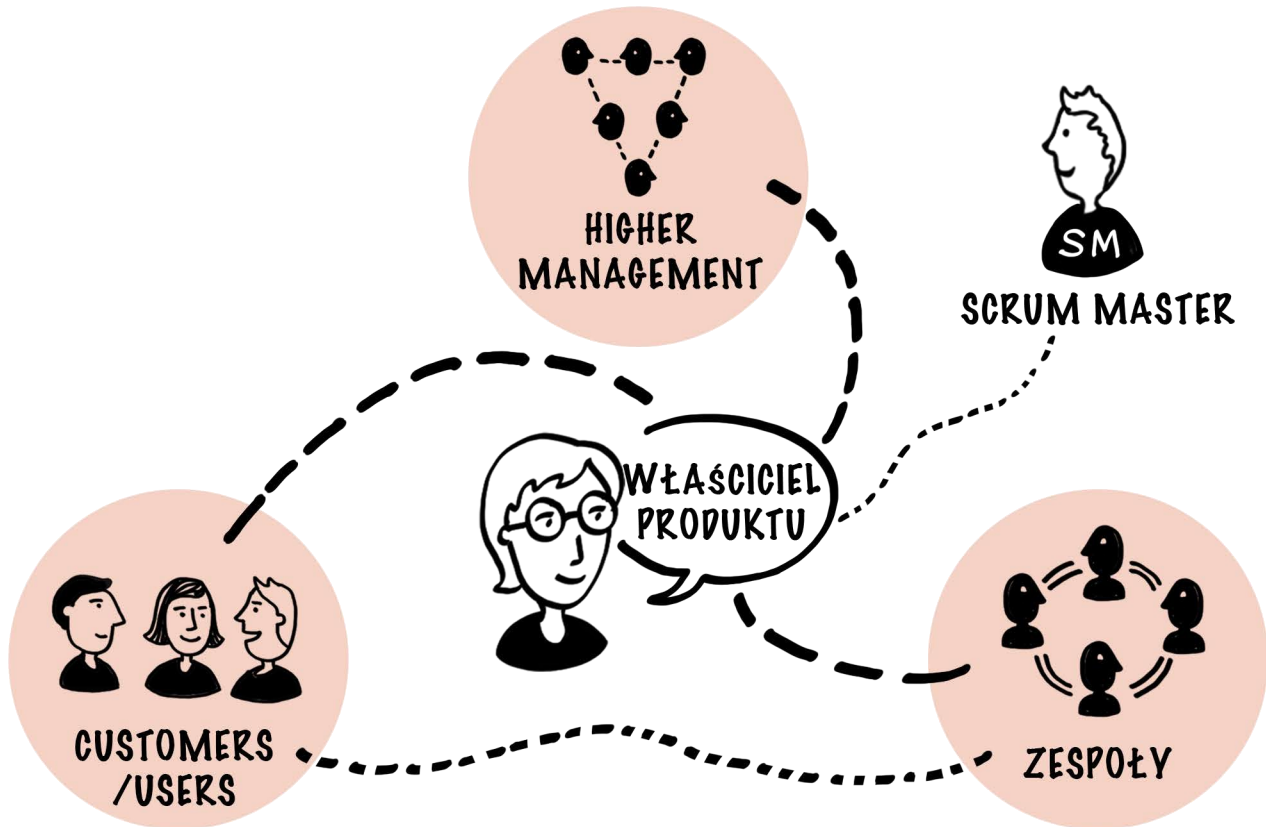 HIGHER
MANAGEMENT
SM
SCRUM MASTER
WŁAŚCICIEL
PRODUKTU
CUSTOMERS
/USERS
ZESPOŁY